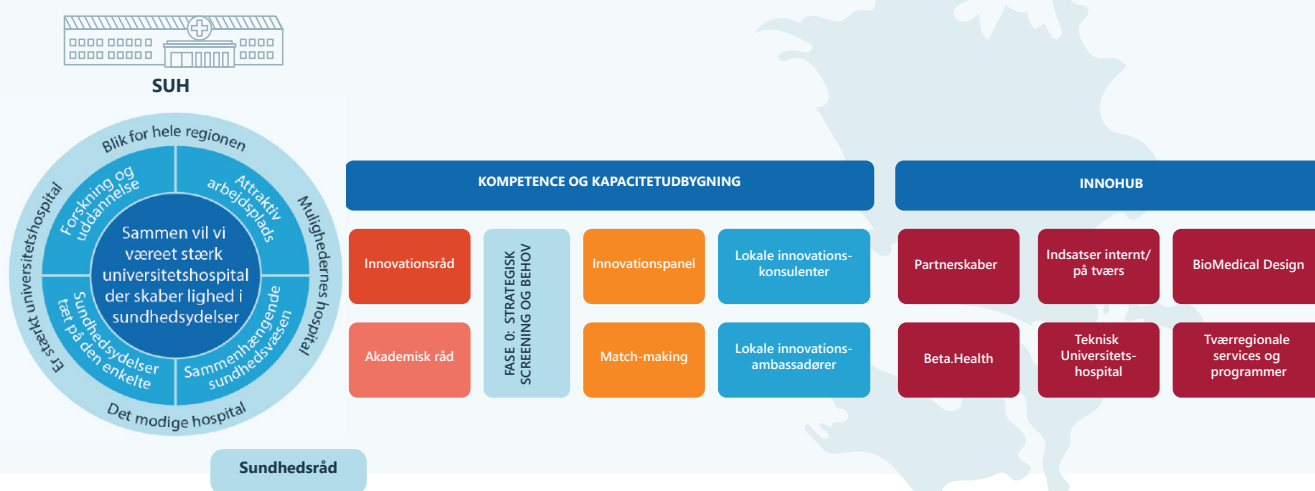 SUH
Blik for hele regionen
Mulighedernes hospital
Det modige hospital
Er stærkt universitetshospital
Forskning og
uddannelse
Attraktiv
arbejdsplads
Sammenhængende
sundhedsvæsen
Sundhedsydelser
tæt på den enkelte
Sammen vil vi
væreet stærk
universitetshospital
der skaber lighed i
sundhedsydelser
Sundhedsråd
KOMPETENCE OG KAPACITETUDBYGNING
Innovationsråd
Akademisk råd
FASE 0: STRATEGISK
SCREENING OG BEHOV
Innovationspanel
Match-making
Lokale innovations-
konsulenter
Lokale innovations-
ambassadører
INNOHUB
Partnerskaber
Indsatser internt/
på tværs
BioMedical Design
Beta.Health
Teknisk
Universitets-
hospital
Tværregionale
services og
programmer